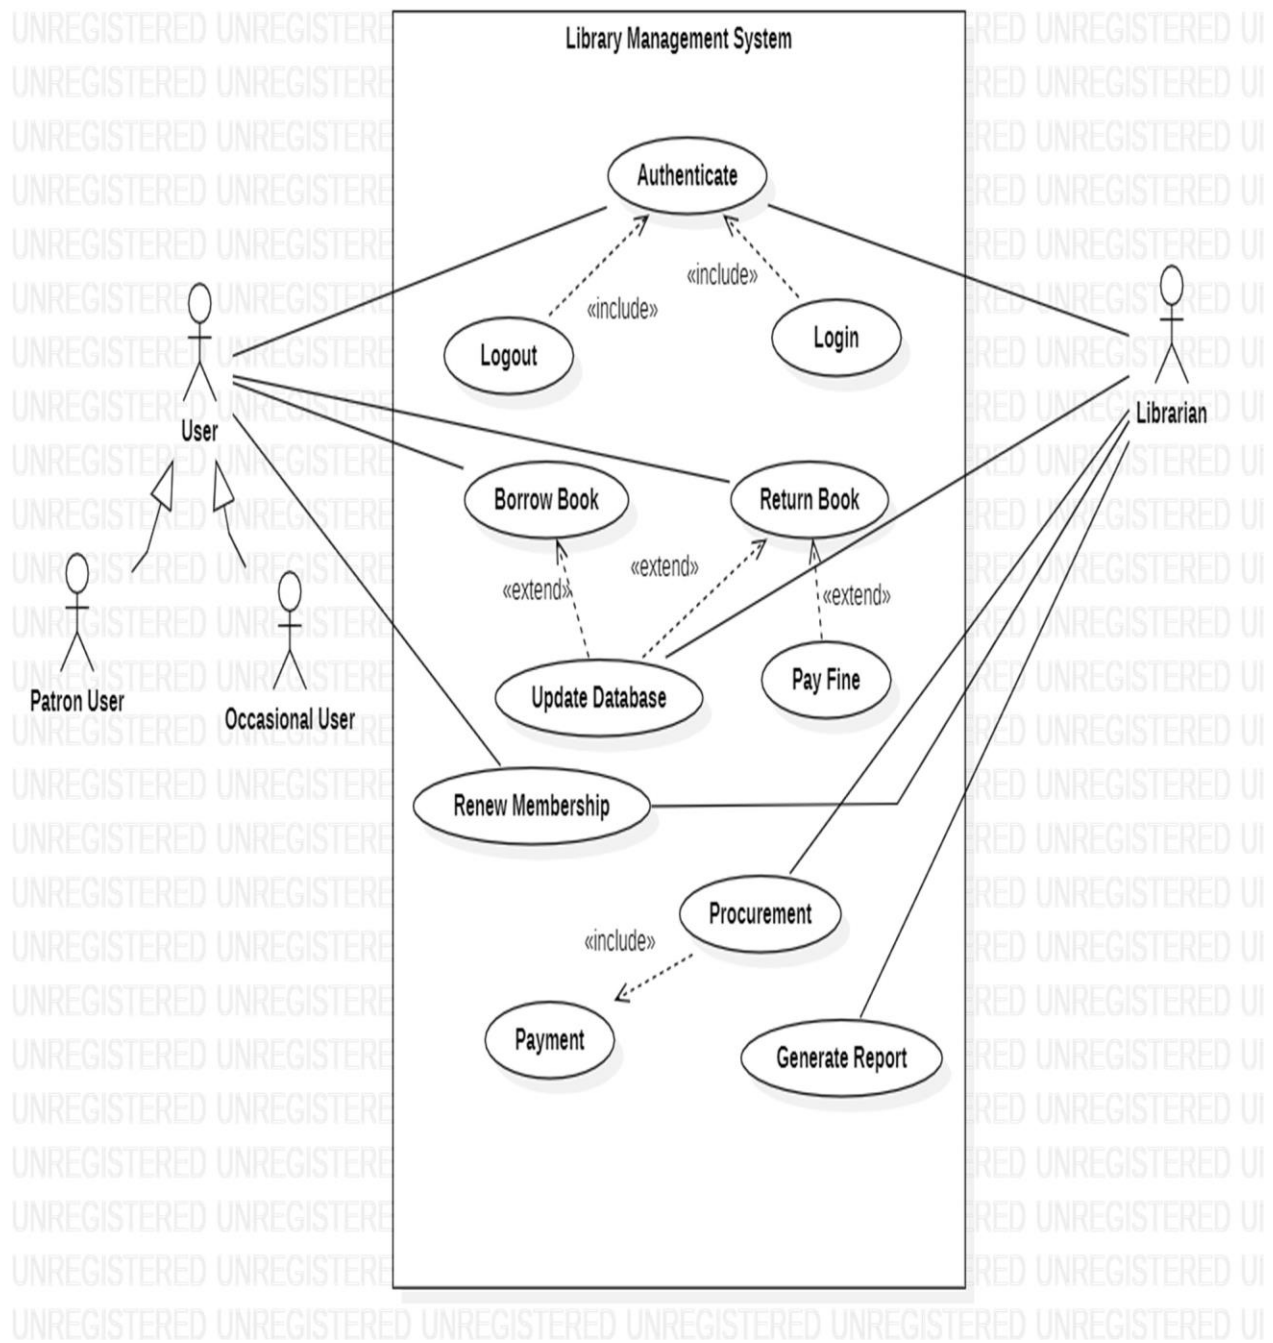 Library Management System
Authenticate
«include»
«include»
Logout
Login
User
Librarian
Borrow Book
Return Book
«extend»
«extend»
«extend»
Patron User
Occasional User
Update Database
Pay Fine
Renew Membership
Procurement
«include»
Payment
Generate Report
UNREGISTERED UNREGISTERED UNREGISTERED UNREGISTERED UNREGISTERED UNREGISTERED